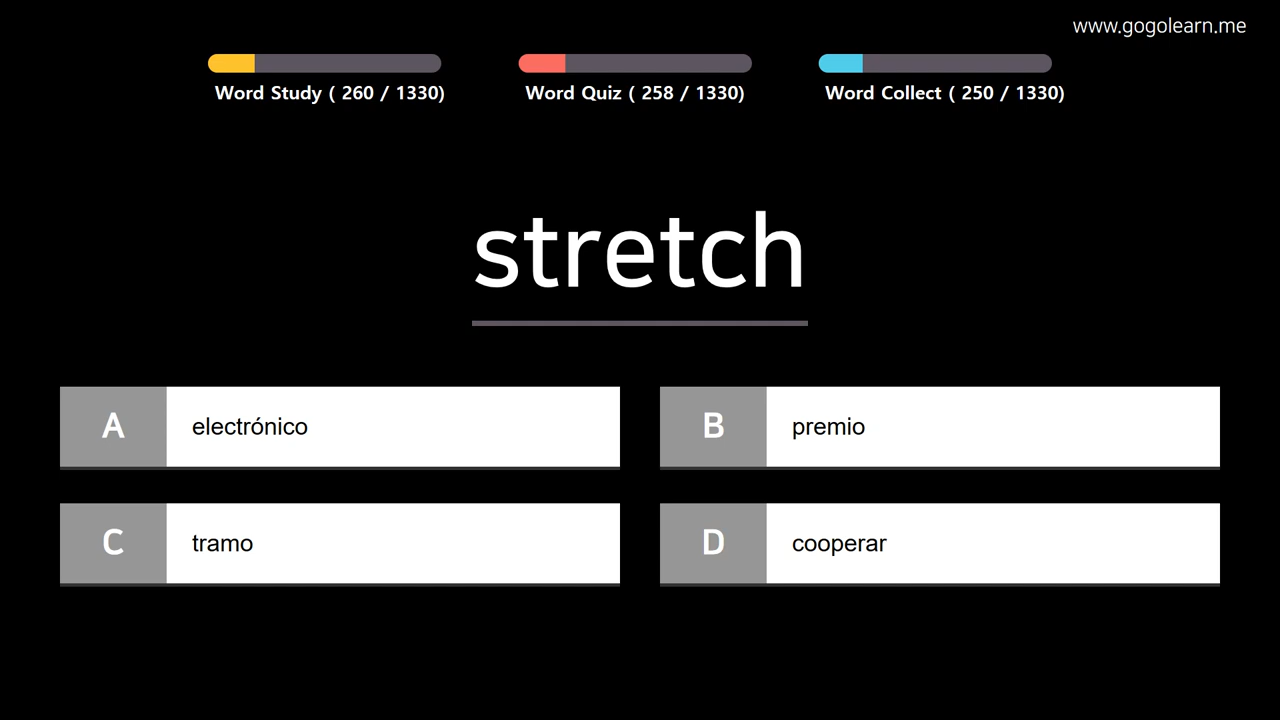 www.gogolearn.me
Word Study ( 260 / 1330)
Word Quiz ( 258 / 1330)
Word Collect ( 250 / 1330)
stretch
A electrónico
B premio
C tramo
D cooperar